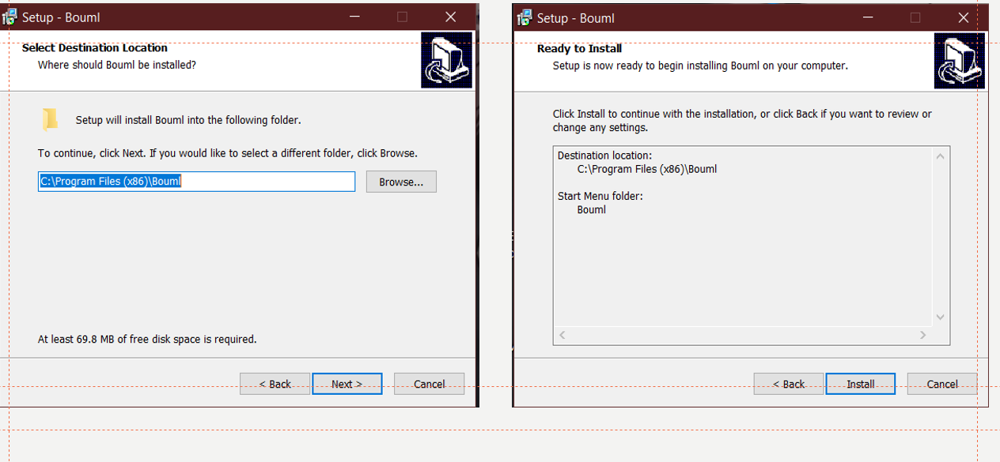 Setup - Bouml
Select Destination Location
Where should Bouml be installed?
Setup will install Bouml into the following folder.
To continue, click Next. If you would like to select a different folder, click Browse.
C:\Program Files (x86)\Bouml
Browse...
At least 69.8 MB of free disk space is required.
< Back
Next >
Cancel
Setup - Bouml
Ready to Install
Setup is now ready to begin installing Bouml on your computer.
Click Install to continue with the installation, or click Back if you want to review or
change any settings.
Destination location:
C:\Program Files (x86)\Bouml
Start Menu folder:
Bouml
< Back
Install
Cancel